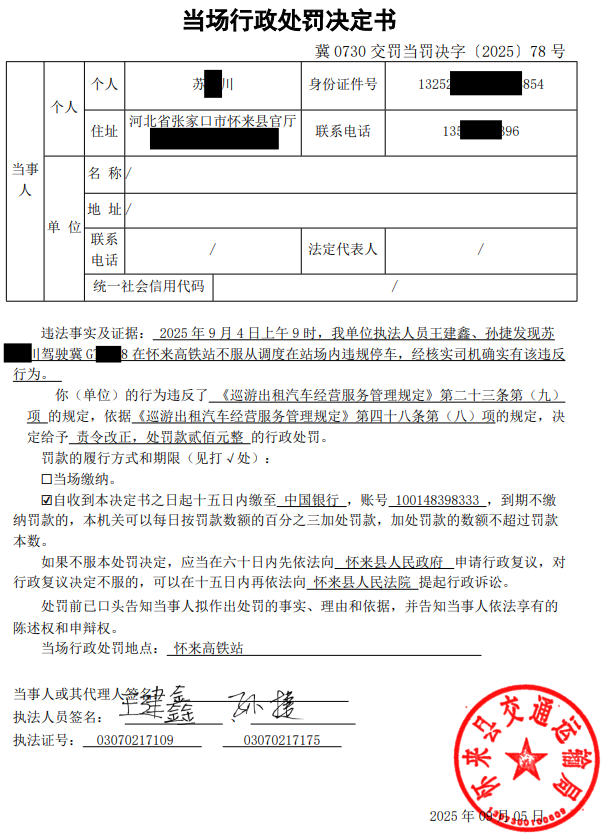 当场行政处罚决定书
冀 0730 交罚当罚决字〔2025〕78 号
当事人
个人
个人
苏 川
身份证件号
1325 854
住址
河北省张家口市怀来县官厅
联系电话
135 396
单 位
名 称
/
地 址
/
联系电话
/
法定代表人
/
统一社会信用代码
/
违法事实及证据: 2025 年 9 月 4 日上午 9 时，我单位执法人员王建鑫、孙捷发现苏
川驾驶冀 G 8 在怀来高铁站不服从调度在站场内违规停车，经核实司机确实有该违反
行为。
你（单位）的行为违反了 《巡游出租汽车经营服务管理规定》第二十三条第（九）
项 的规定，依据《巡游出租汽车经营服务管理规定》第四十八条第（八）项的规定，决
定给予 责令改正，处罚款贰佰元整 的行政处罚。
罚款的履行方式和期限（见打√处）：
☐当场缴纳。
☑自收到本决定书之日起十五日内缴至 中国银行 ，账号 100148398333 ，到期不缴
纳罚款的，本机关可以每日按罚款数额的百分之三加处罚款，加处罚款的数额不超过罚款
本数。
如果不服本处罚决定，应当在六十日内先依法向 怀来县人民政府 申请行政复议，对
行政复议决定不服的，可以在十五日内再依法向 怀来县人民法院 提起行政诉讼。
处罚前已口头告知当事人拟作出处罚的事实、理由和依据，并告知当事人依法享有的
陈述权和申辩权。
当场行政处罚地点： 怀来高铁站
当事人或其代理人签名：
执法人员签名： 王建鑫 孙捷
执法证号： 03070217109 03070217175
怀来县交通运输局
2025 年 09 月 05 日